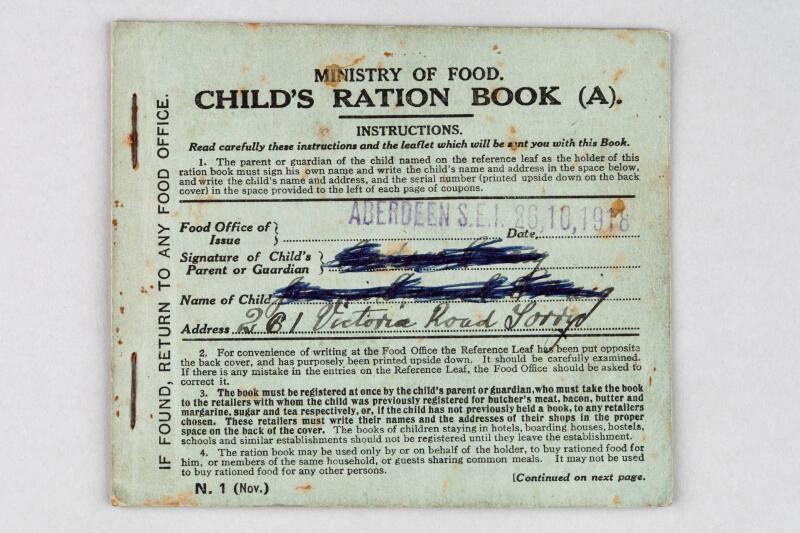 MINISTRY OF FOOD.
CHILD'S RATION BOOK (A).
INSTRUCTIONS.
Read carefully these instructions and the leaflet which will be sent you with this Book.
1. The parent or guardian of the child named on the reference leaf as the holder of this
ration book must sign his own name and write the child's name and address in the space below,
and write the child's name and address, and the serial number (printed upside down on the back
cover) in the space provided to the left of each page of coupons.
ABERDEEN S.E.1. 26,10,1918
Food Office of Issue } Date
Signature of Child's Parent or Guardian }
Name of Child
Address 261 Victoria Road Torry
2. For convenience of writing at the Food Office the Reference Leaf has been put opposite
the back cover, and has purposely been printed upside down. It should be carefully examined.
If there is any mistake in the entries on the Reference Leaf, the Food Office should be asked to
correct it.
3. The book must be registered at once by the child's parent or guardian, who must take the book
to the retailers with whom the child was previously registered for butcher's meat, bacon, butter and
margarine, sugar and tea respectively, or, if the child has not previously held a book, to any retailers
chosen. These retailers must write their names and the addresses of their shops in the proper
space on the back of the cover. The books of children staying in hotels, boarding houses, hostels,
schools and similar establishments should not be registered until they leave the establishment.
4. The ration book may be used only by or on behalf of the holder, to buy rationed food for
him, or members of the same household, or guests sharing common meals. It may not be used
to buy rationed food for any other persons.
[Continued on next page.
N. 1 (Nov.)
IF FOUND, RETURN TO ANY FOOD OFFICE.